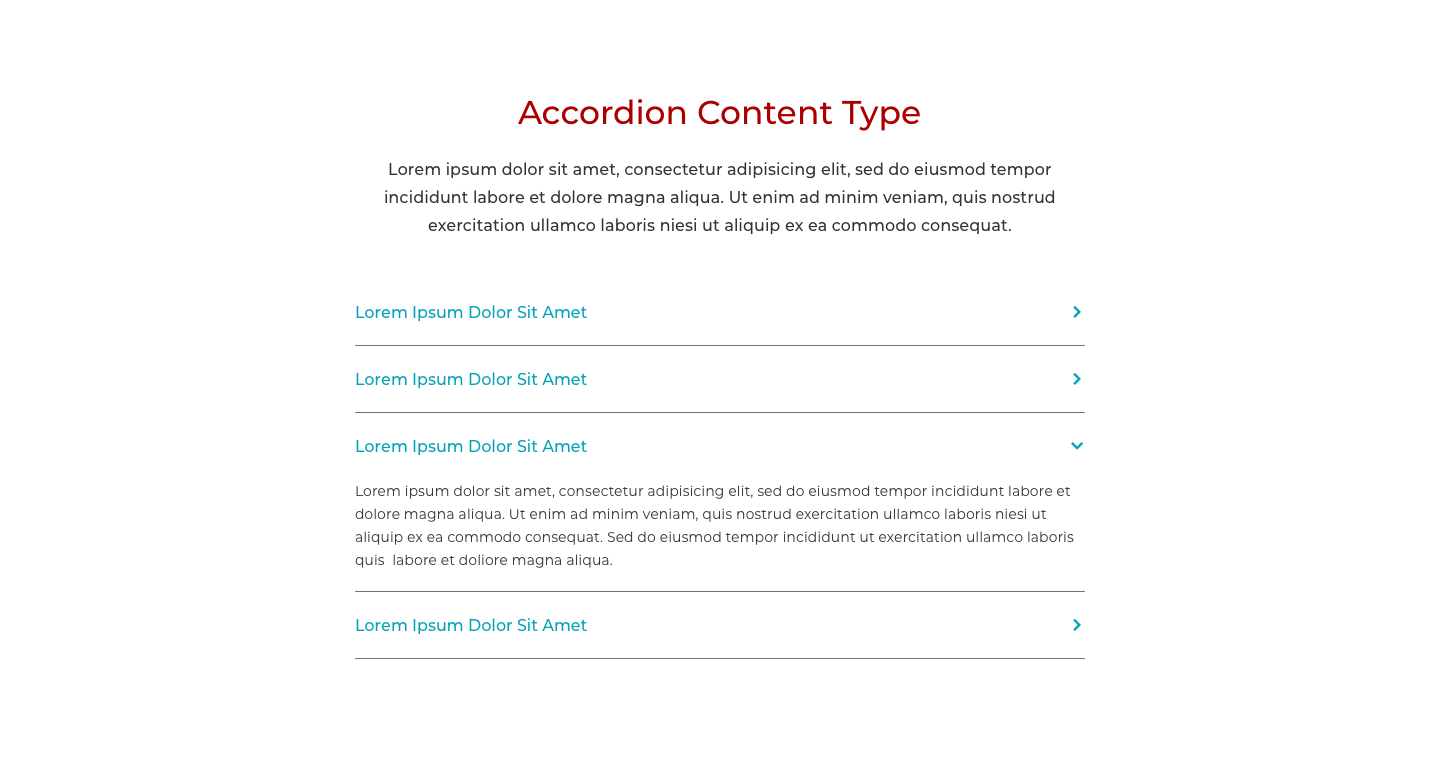 Accordion Content Type
Lorem ipsum dolor sit amet, consectetur adipisicing elit, sed do eiusmod tempor
incididunt labore et dolore magna aliqua. Ut enim ad minim veniam, quis nostrud
exercitation ullamco laboris niesi ut aliquip ex ea commodo consequat.
Lorem Ipsum Dolor Sit Amet
Lorem Ipsum Dolor Sit Amet
Lorem Ipsum Dolor Sit Amet
Lorem ipsum dolor sit amet, consectetur adipisicing elit, sed do eiusmod tempor incididunt labore et
dolore magna aliqua. Ut enim ad minim veniam, quis nostrud exercitation ullamco laboris niesi ut
aliquip ex ea commodo consequat. Sed do eiusmod tempor incididunt ut exercitation ullamco laboris
quis  labore et doliore magna aliqua.
Lorem Ipsum Dolor Sit Amet